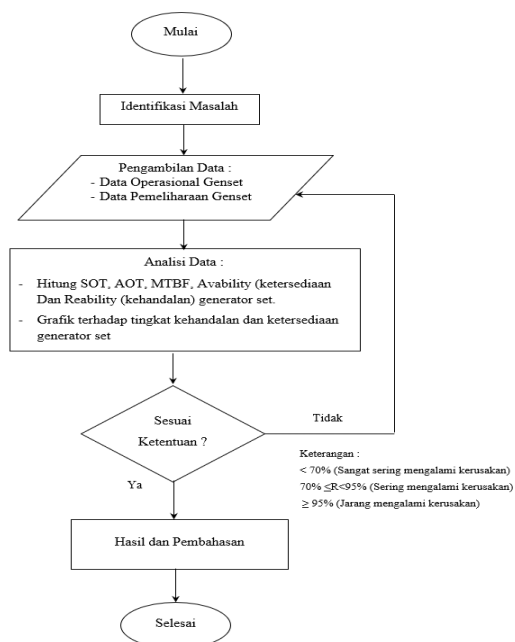 Mulai
Identifikasi Masalah
Pengambilan Data :
- Data Operasional Genset
- Data Pemeliharaan Genset
Analisi Data :
- Hitung SOT, AOT, MTBF, Avability (ketersediaan
Dan Reability (kehandalan) generator set.
- Grafik terhadap tingkat kehandalan dan ketersediaan
generator set
Sesuai
Ketentuan ?
Tidak
Keterangan :
< 70% (Sangat sering mengalami kerusakan)
70% ≤R<95% (Sering mengalami kerusakan)
≥ 95% (Jarang mengalami kerusakan)
Ya
Hasil dan Pembahasan
Selesai